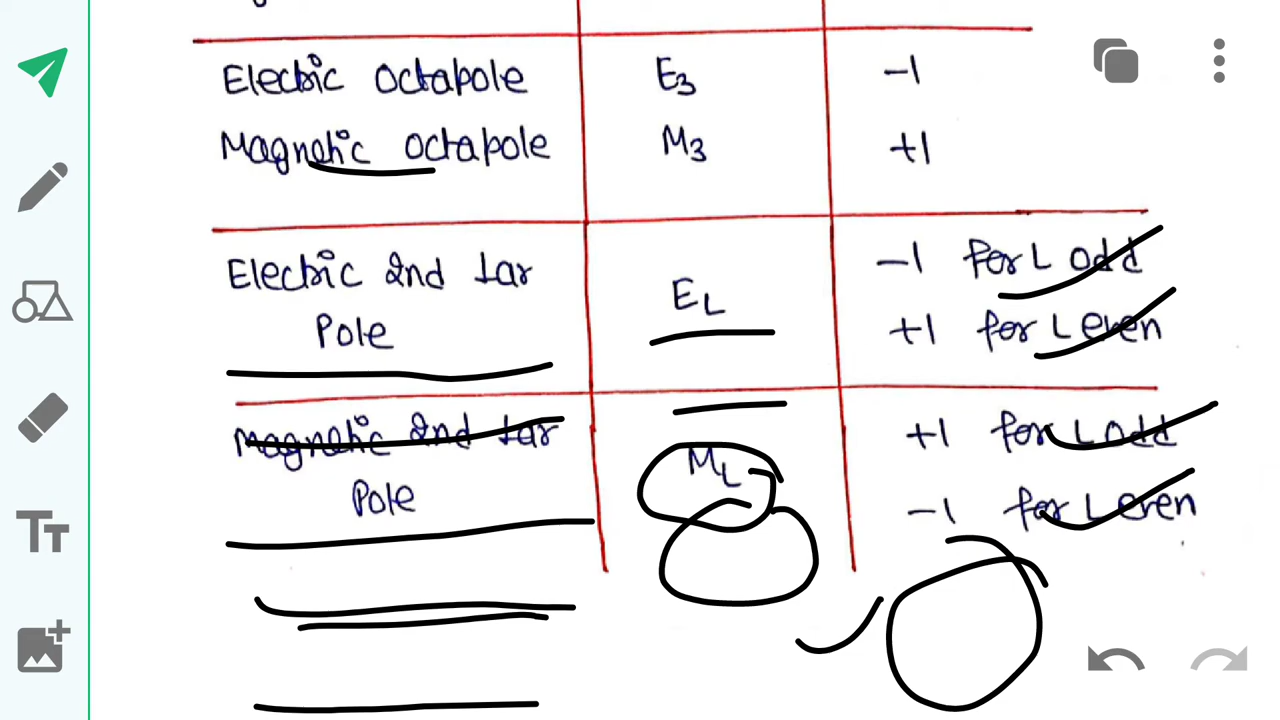 Electric Octapole E3 -1
Magnetic Octapole M3 +1
Electric 2nd Lar -1 for L odd
Pole EL +1 for L even
Magnetic 2nd Lar +1 for L odd
Pole ML -1 for L even